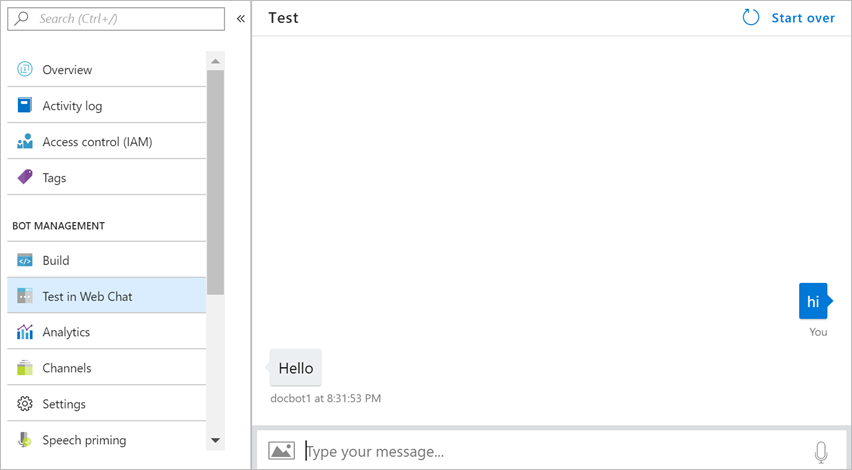 Search (Ctrl+/)
Overview
Activity log
Access control (IAM)
Tags
BOT MANAGEMENT
Build
Test in Web Chat
Analytics
Channels
Settings
Speech priming
Test
Start over
hi
You
Hello
docbot1 at 8:31:53 PM
Type your message...